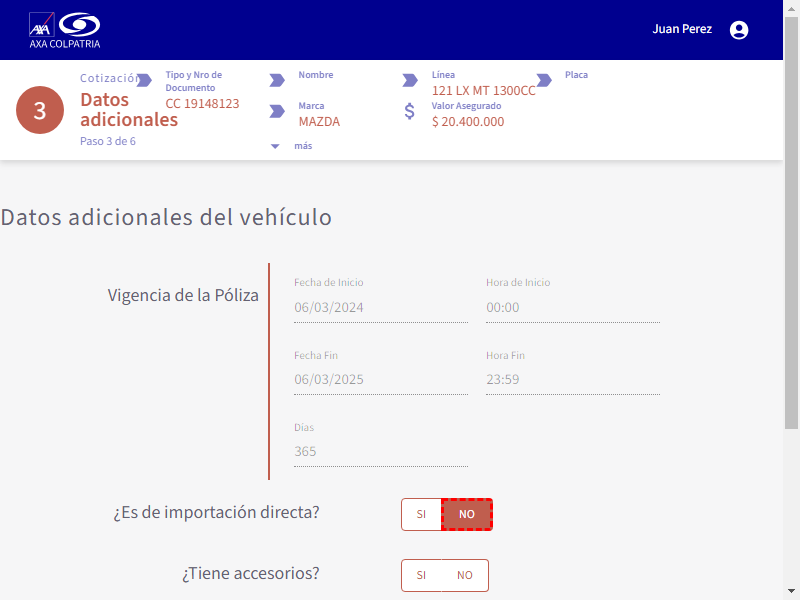 AXA
AXA COLPATRIA
Juan Perez
3
Cotización
Datos
adicionales
Paso 3 de 6
Tipo y Nro de
Documento
CC 19148123
Nombre
Marca
MAZDA
más
Línea
121 LX MT 1300CC
Valor Asegurado
$
$ 20.400.000
Placa
Datos adicionales del vehículo
Vigencia de la Póliza
Fecha de Inicio
06/03/2024
Hora de Inicio
00:00
Fecha Fin
06/03/2025
Hora Fin
23:59
Días
365
¿Es de importación directa?
SI NO
¿Tiene accesorios?
SI NO